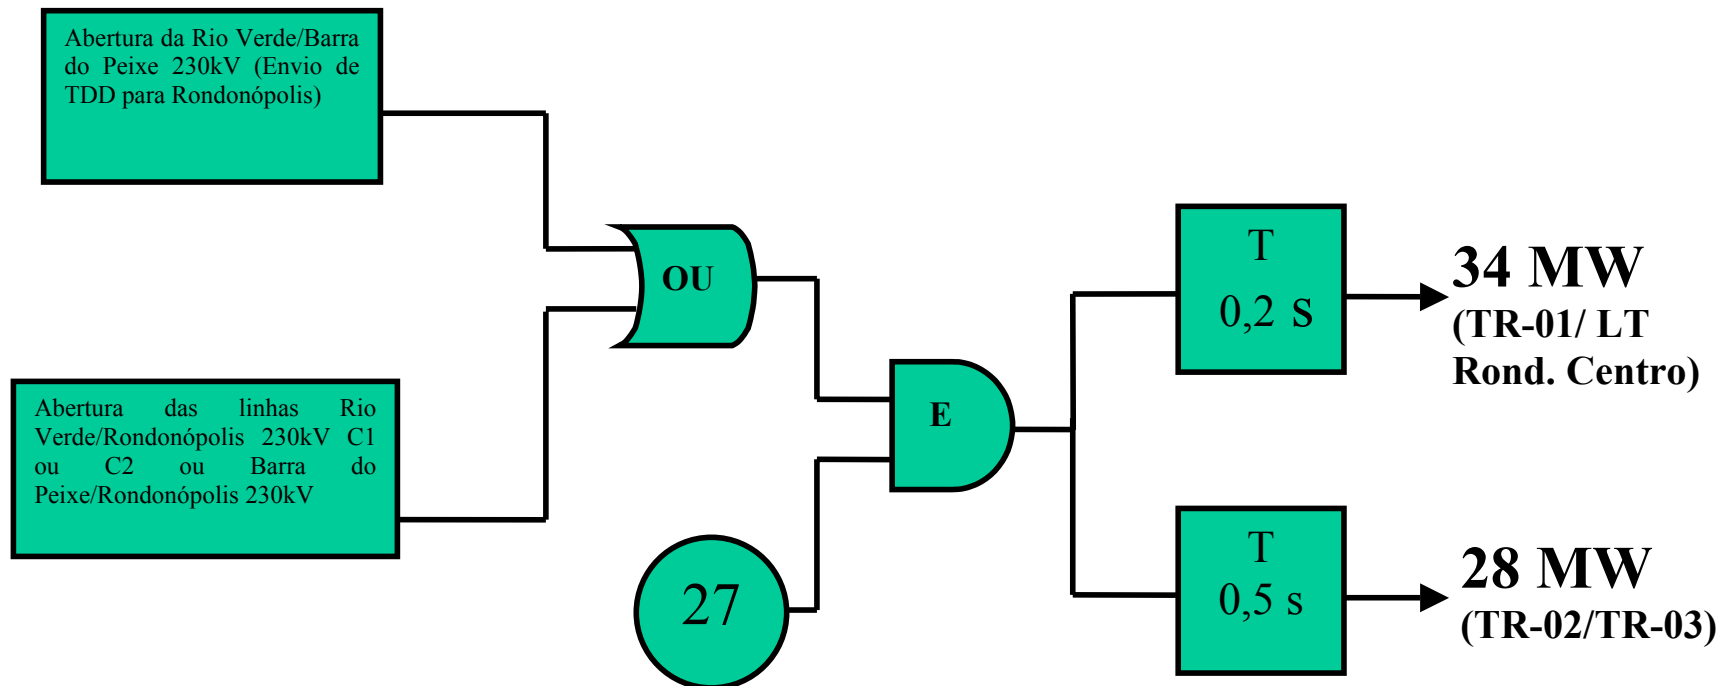 Abertura da Rio Verde/Barra
do Peixe 230kV (Envio de
TDD para Rondonópolis)
OU
Abertura das linhas Rio
Verde/Rondonópolis 230kV C1
ou C2 ou Barra do
Peixe/Rondonópolis 230kV
27
E
T
0,2 s
34 MW
(TR-01/ LT
Rond. Centro)
T
0,5 s
28 MW
(TR-02/TR-03)